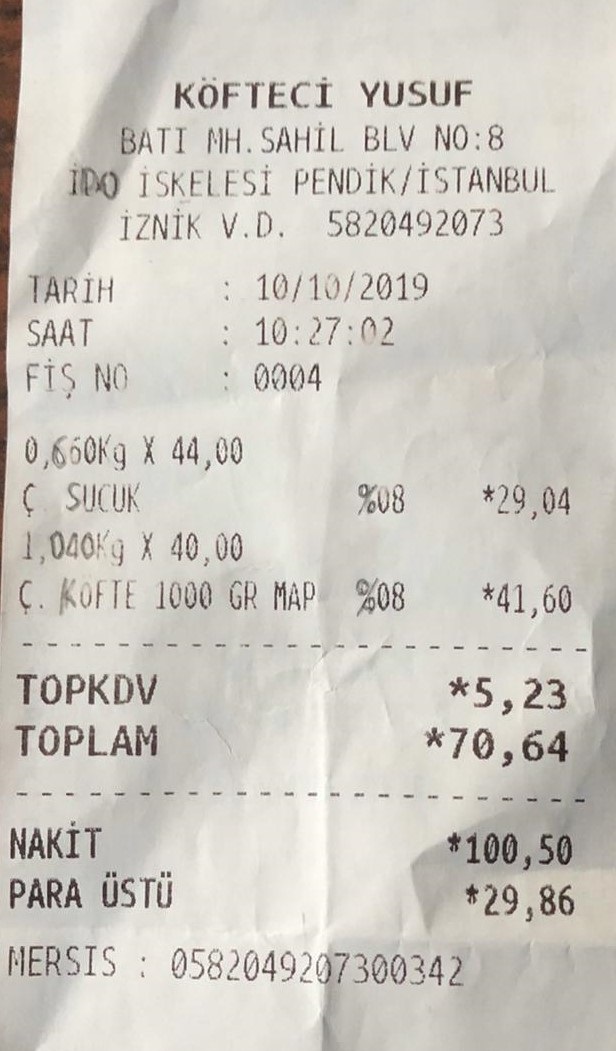 KÖFTECİ YUSUF
BATI MH.SAHİL BLV NO:8
İDO İSKELESİ PENDİK/İSTANBUL
İZNİK V.D. 5820492073
TARİH : 10/10/2019
SAAT : 10:27:02
FİŞ NO : 0004
0,660Kg X 44,00
Ç. SUCUK %08 *29,04
1,040Kg X 40,00
Ç. KÖFTE 1000 GR MAP %08 *41,60
TOPKDV *5,23
TOPLAM *70,64
NAKİT *100,50
PARA ÜSTÜ *29,86
MERSIS : 0582049207300342